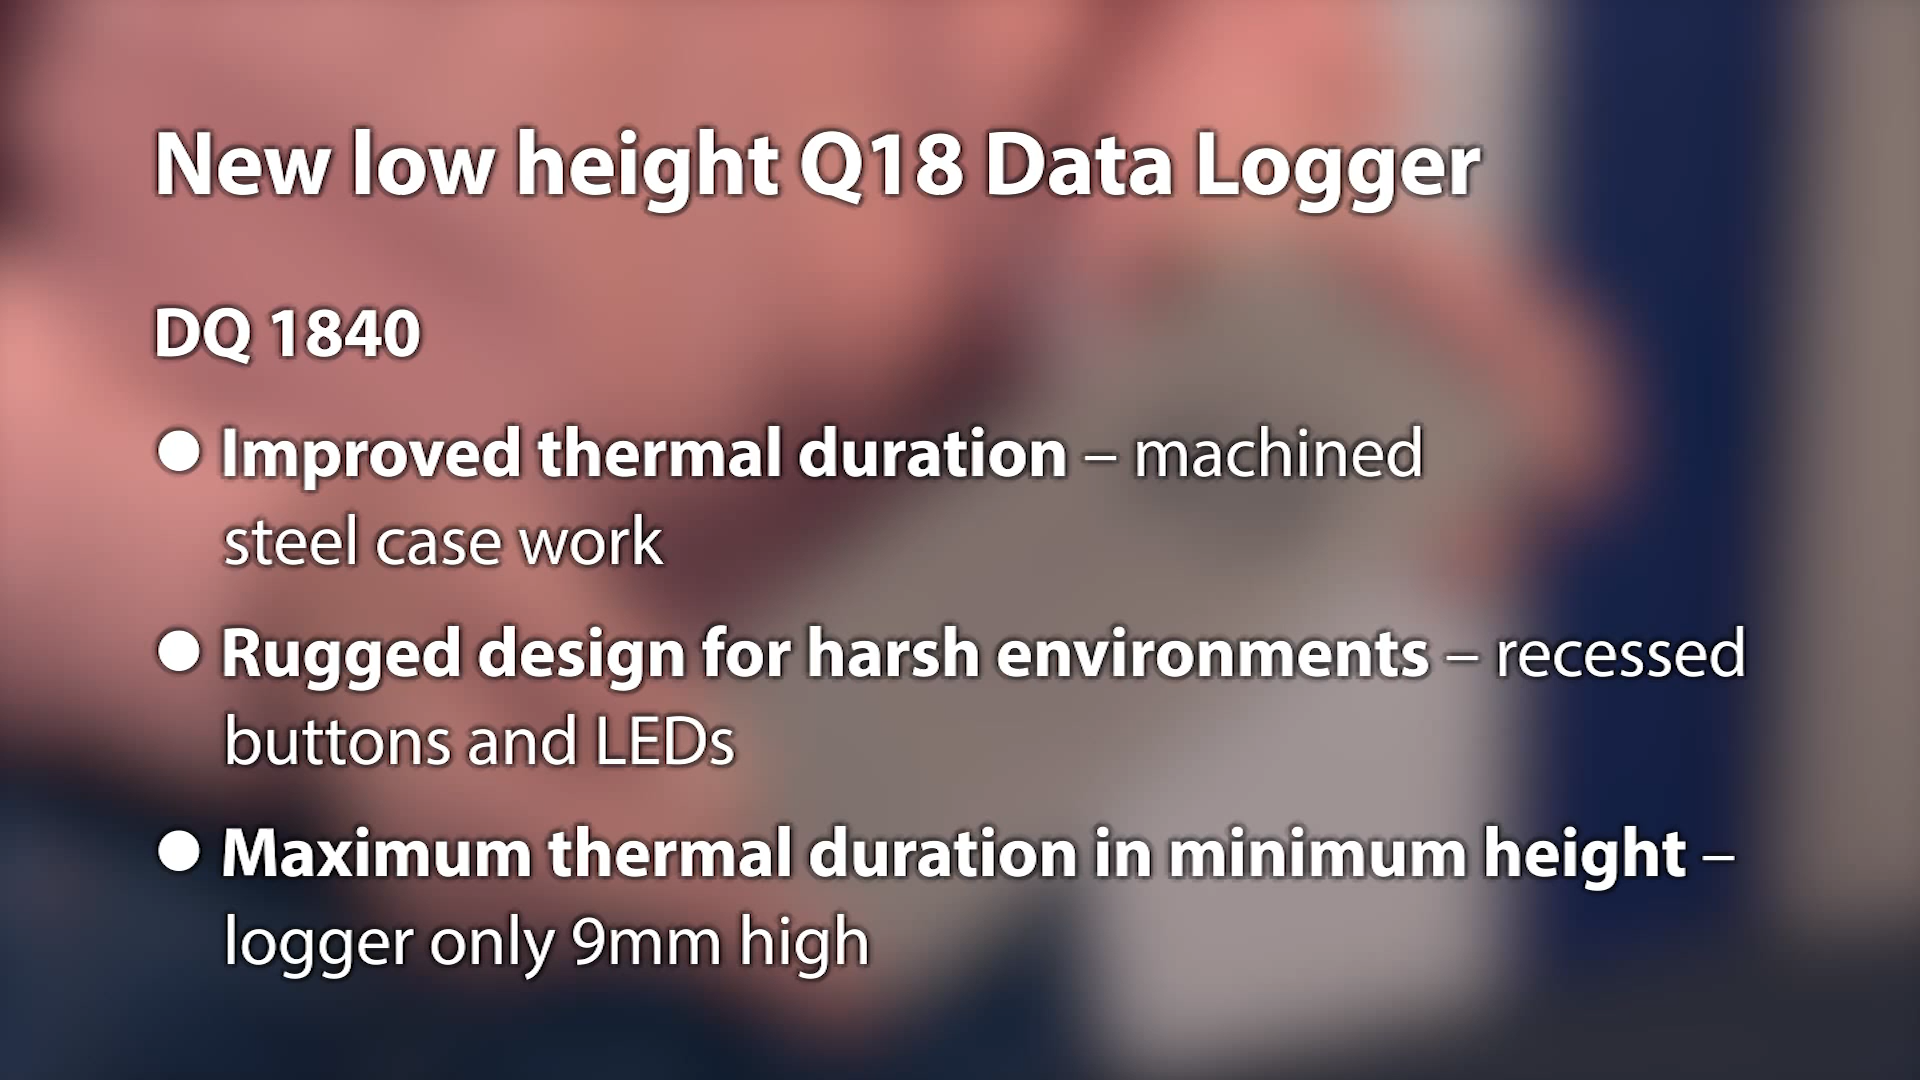 New low height Q18 Data Logger
DQ 1840
● Improved thermal duration – machined
steel case work
● Rugged design for harsh environments – recessed
buttons and LEDs
● Maximum thermal duration in minimum height –
logger only 9mm high